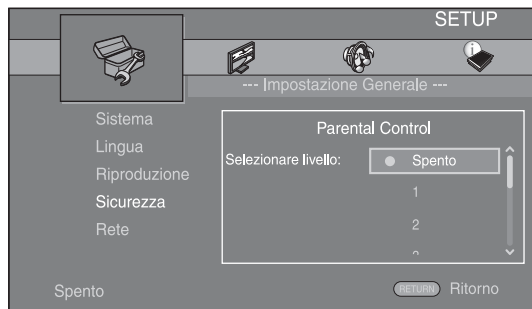 SETUP
--- Impostazione Generale ---
Sistema
Lingua
Riproduzione
Sicurezza
Rete
Parental Control
Selezionare livello:
Spento
1
2
Spento
RETURN Ritorno